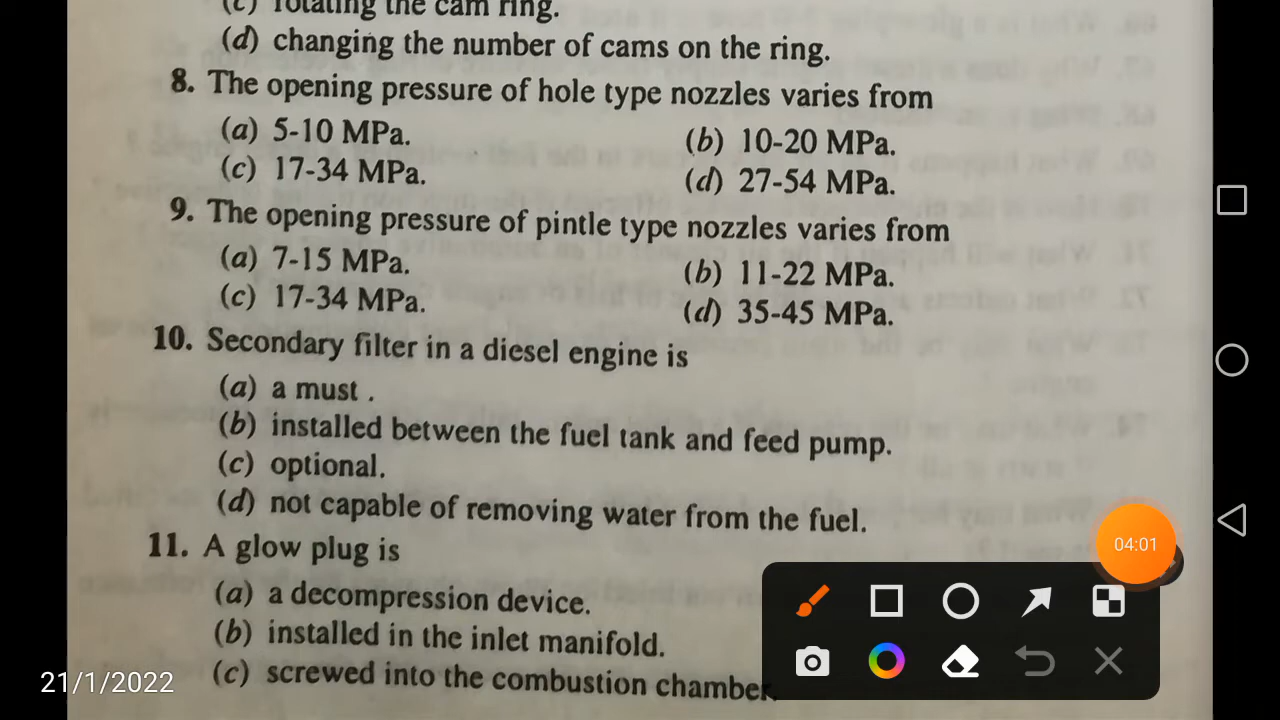 (c) rotating the cam ring.
(d) changing the number of cams on the ring.
8. The opening pressure of hole type nozzles varies from
(a) 5-10 MPa. (b) 10-20 MPa.
(c) 17-34 MPa. (d) 27-54 MPa.
9. The opening pressure of pintle type nozzles varies from
(a) 7-15 MPa. (b) 11-22 MPa.
(c) 17-34 MPa. (d) 35-45 MPa.
10. Secondary filter in a diesel engine is
(a) a must .
(b) installed between the fuel tank and feed pump.
(c) optional.
(d) not capable of removing water from the fuel.
11. A glow plug is
(a) a decompression device.
(b) installed in the inlet manifold.
(c) screwed into the combustion chamber.
04:01
21/1/2022